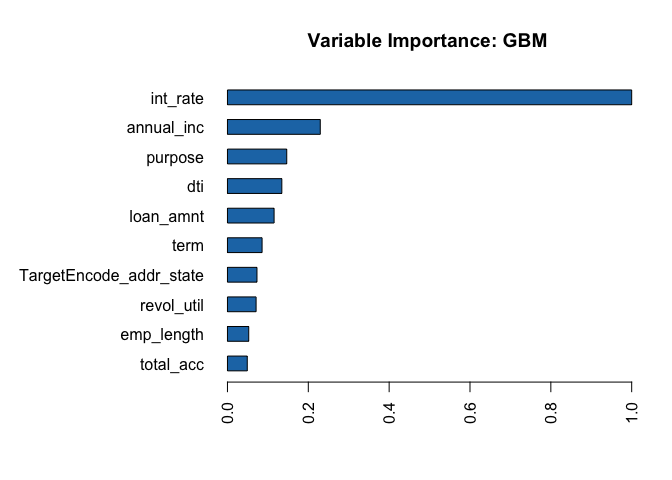 Variable Importance: GBM
int_rate
annual_inc
purpose
dti
loan_amnt
term
TargetEncode_addr_state
revol_util
emp_length
total_acc
0.0
0.2
0.4
0.6
0.8
1.0